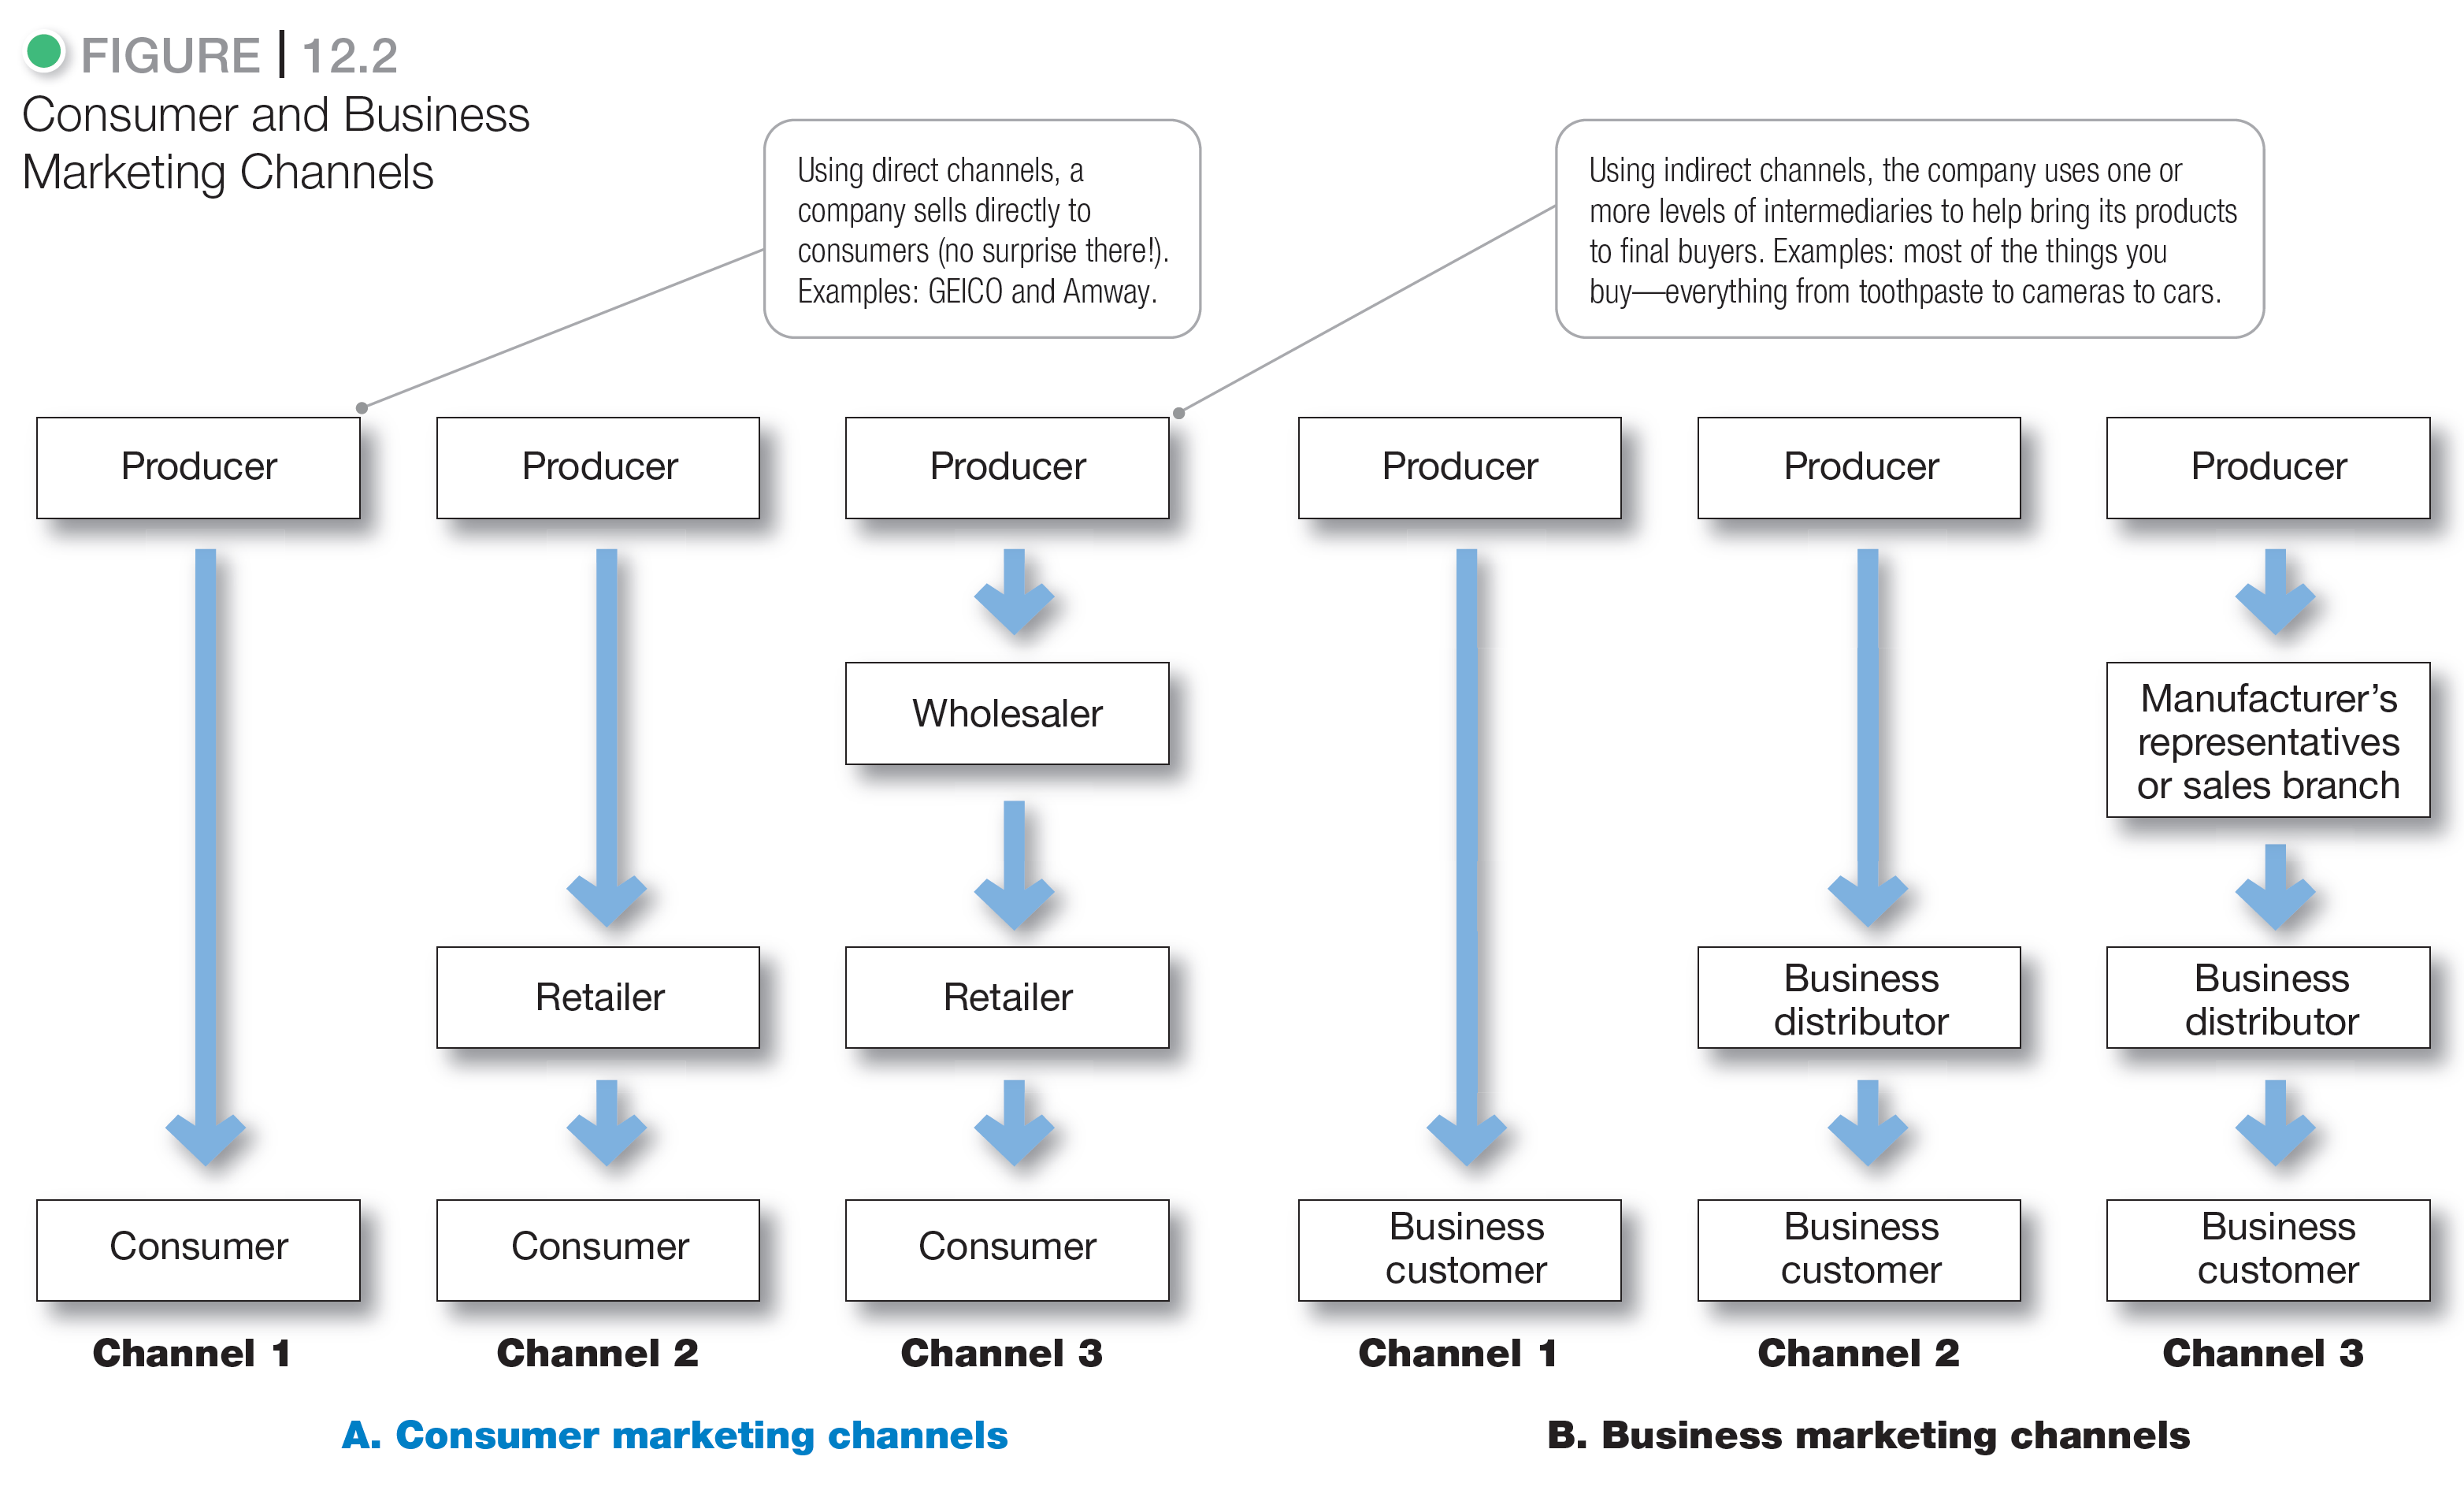 FIGURE | 12.2
Consumer and Business
Marketing Channels
Using direct channels, a
company sells directly to
consumers (no surprise there!).
Examples: GEICO and Amway.
Using indirect channels, the company uses one or
more levels of intermediaries to help bring its products
to final buyers. Examples: most of the things you
buy—everything from toothpaste to cameras to cars.
Producer
Consumer
Channel 1
Producer
Retailer
Consumer
Channel 2
Producer
Wholesaler
Retailer
Consumer
Channel 3
A. Consumer marketing channels
Producer
Business
customer
Channel 1
Producer
Business
distributor
Business
customer
Channel 2
Producer
Manufacturer’s
representatives
or sales branch
Business
distributor
Business
customer
Channel 3
B. Business marketing channels